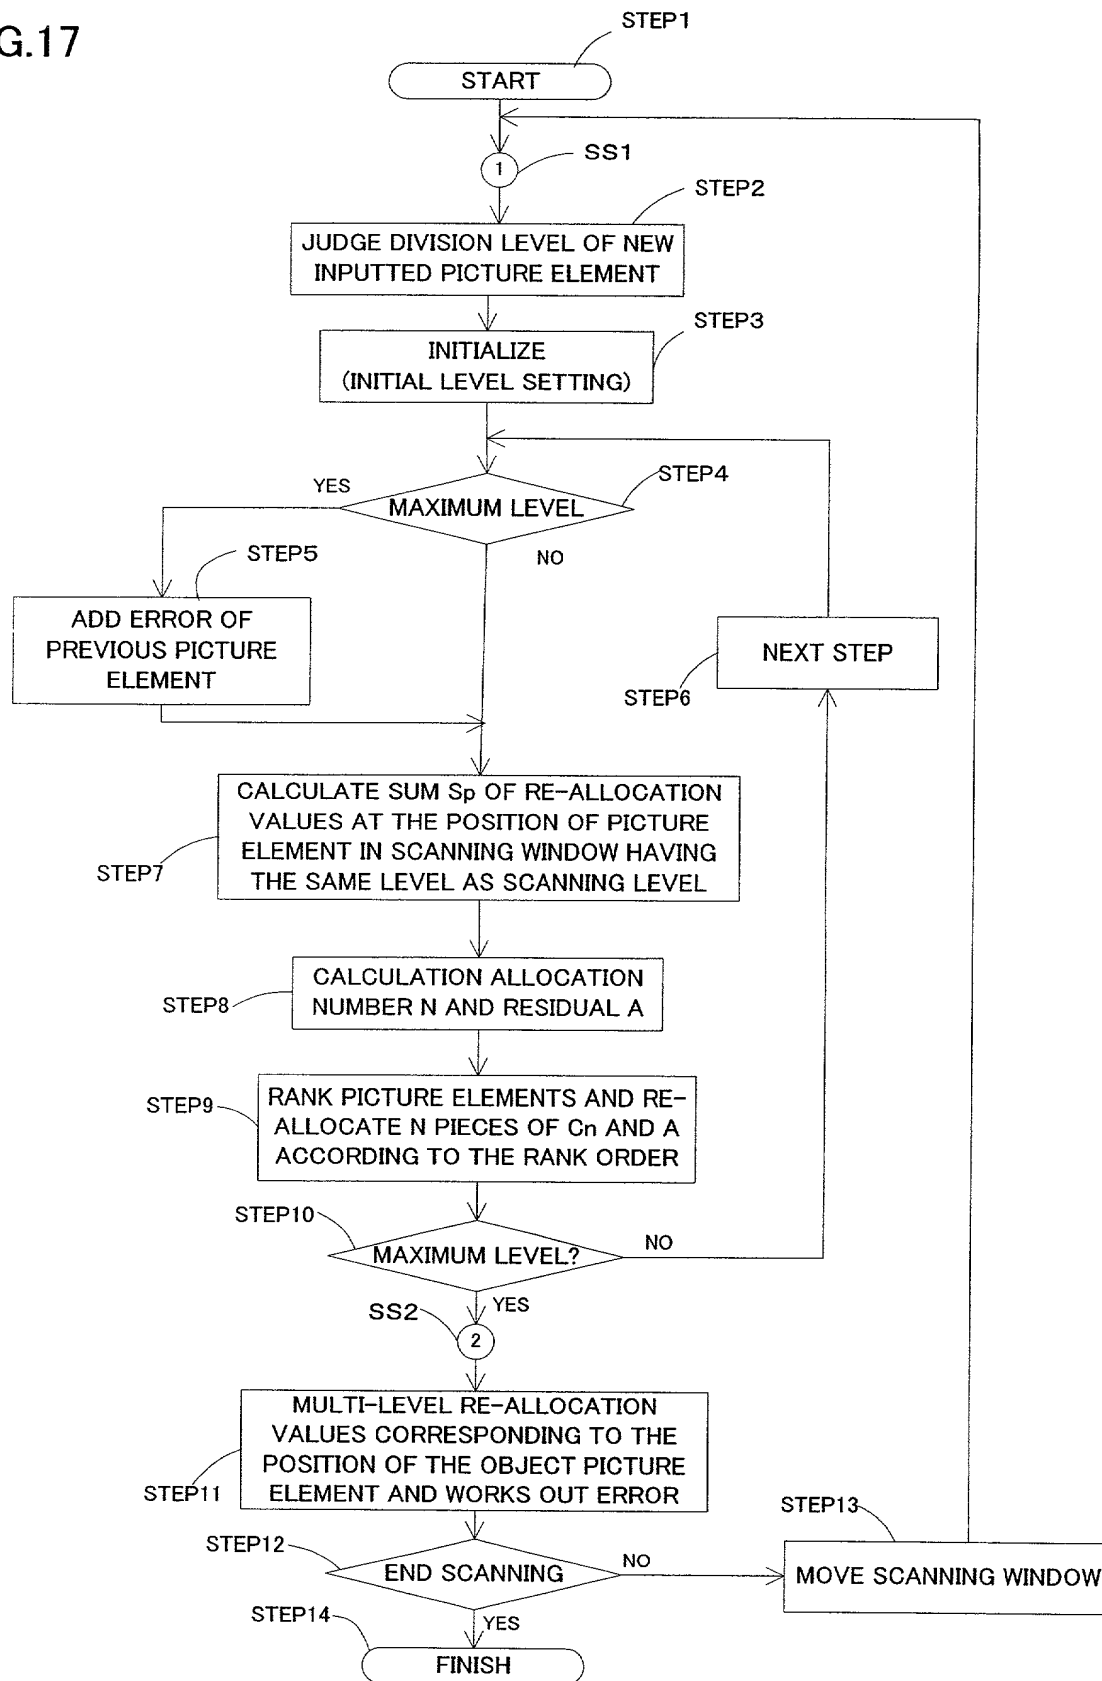 G.17
STEP1
START
1
SS1
STEP2
JUDGE DIVISION LEVEL OF NEW
INPUTTED PICTURE ELEMENT
STEP3
INITIALIZE
(INITIAL LEVEL SETTING)
YES
MAXIMUM LEVEL
STEP4
NO
STEP5
ADD ERROR OF
PREVIOUS PICTURE
ELEMENT
NEXT STEP
STEP6
CALCULATE SUM Sp OF RE-ALLOCATION
VALUES AT THE POSITION OF PICTURE
ELEMENT IN SCANNING WINDOW HAVING
THE SAME LEVEL AS SCANNING LEVEL
STEP7
CALCULATION ALLOCATION
NUMBER N AND RESIDUAL A
STEP8
RANK PICTURE ELEMENTS AND RE-
ALLOCATE N PIECES OF Cn AND A
ACCORDING TO THE RANK ORDER
STEP9
STEP10
MAXIMUM LEVEL?
NO
YES
SS2
2
MULTI-LEVEL RE-ALLOCATION
VALUES CORRESPONDING TO THE
POSITION OF THE OBJECT PICTURE
ELEMENT AND WORKS OUT ERROR
STEP11
STEP12
END SCANNING
NO
STEP13
MOVE SCANNING WINDOW
YES
STEP14
FINISH